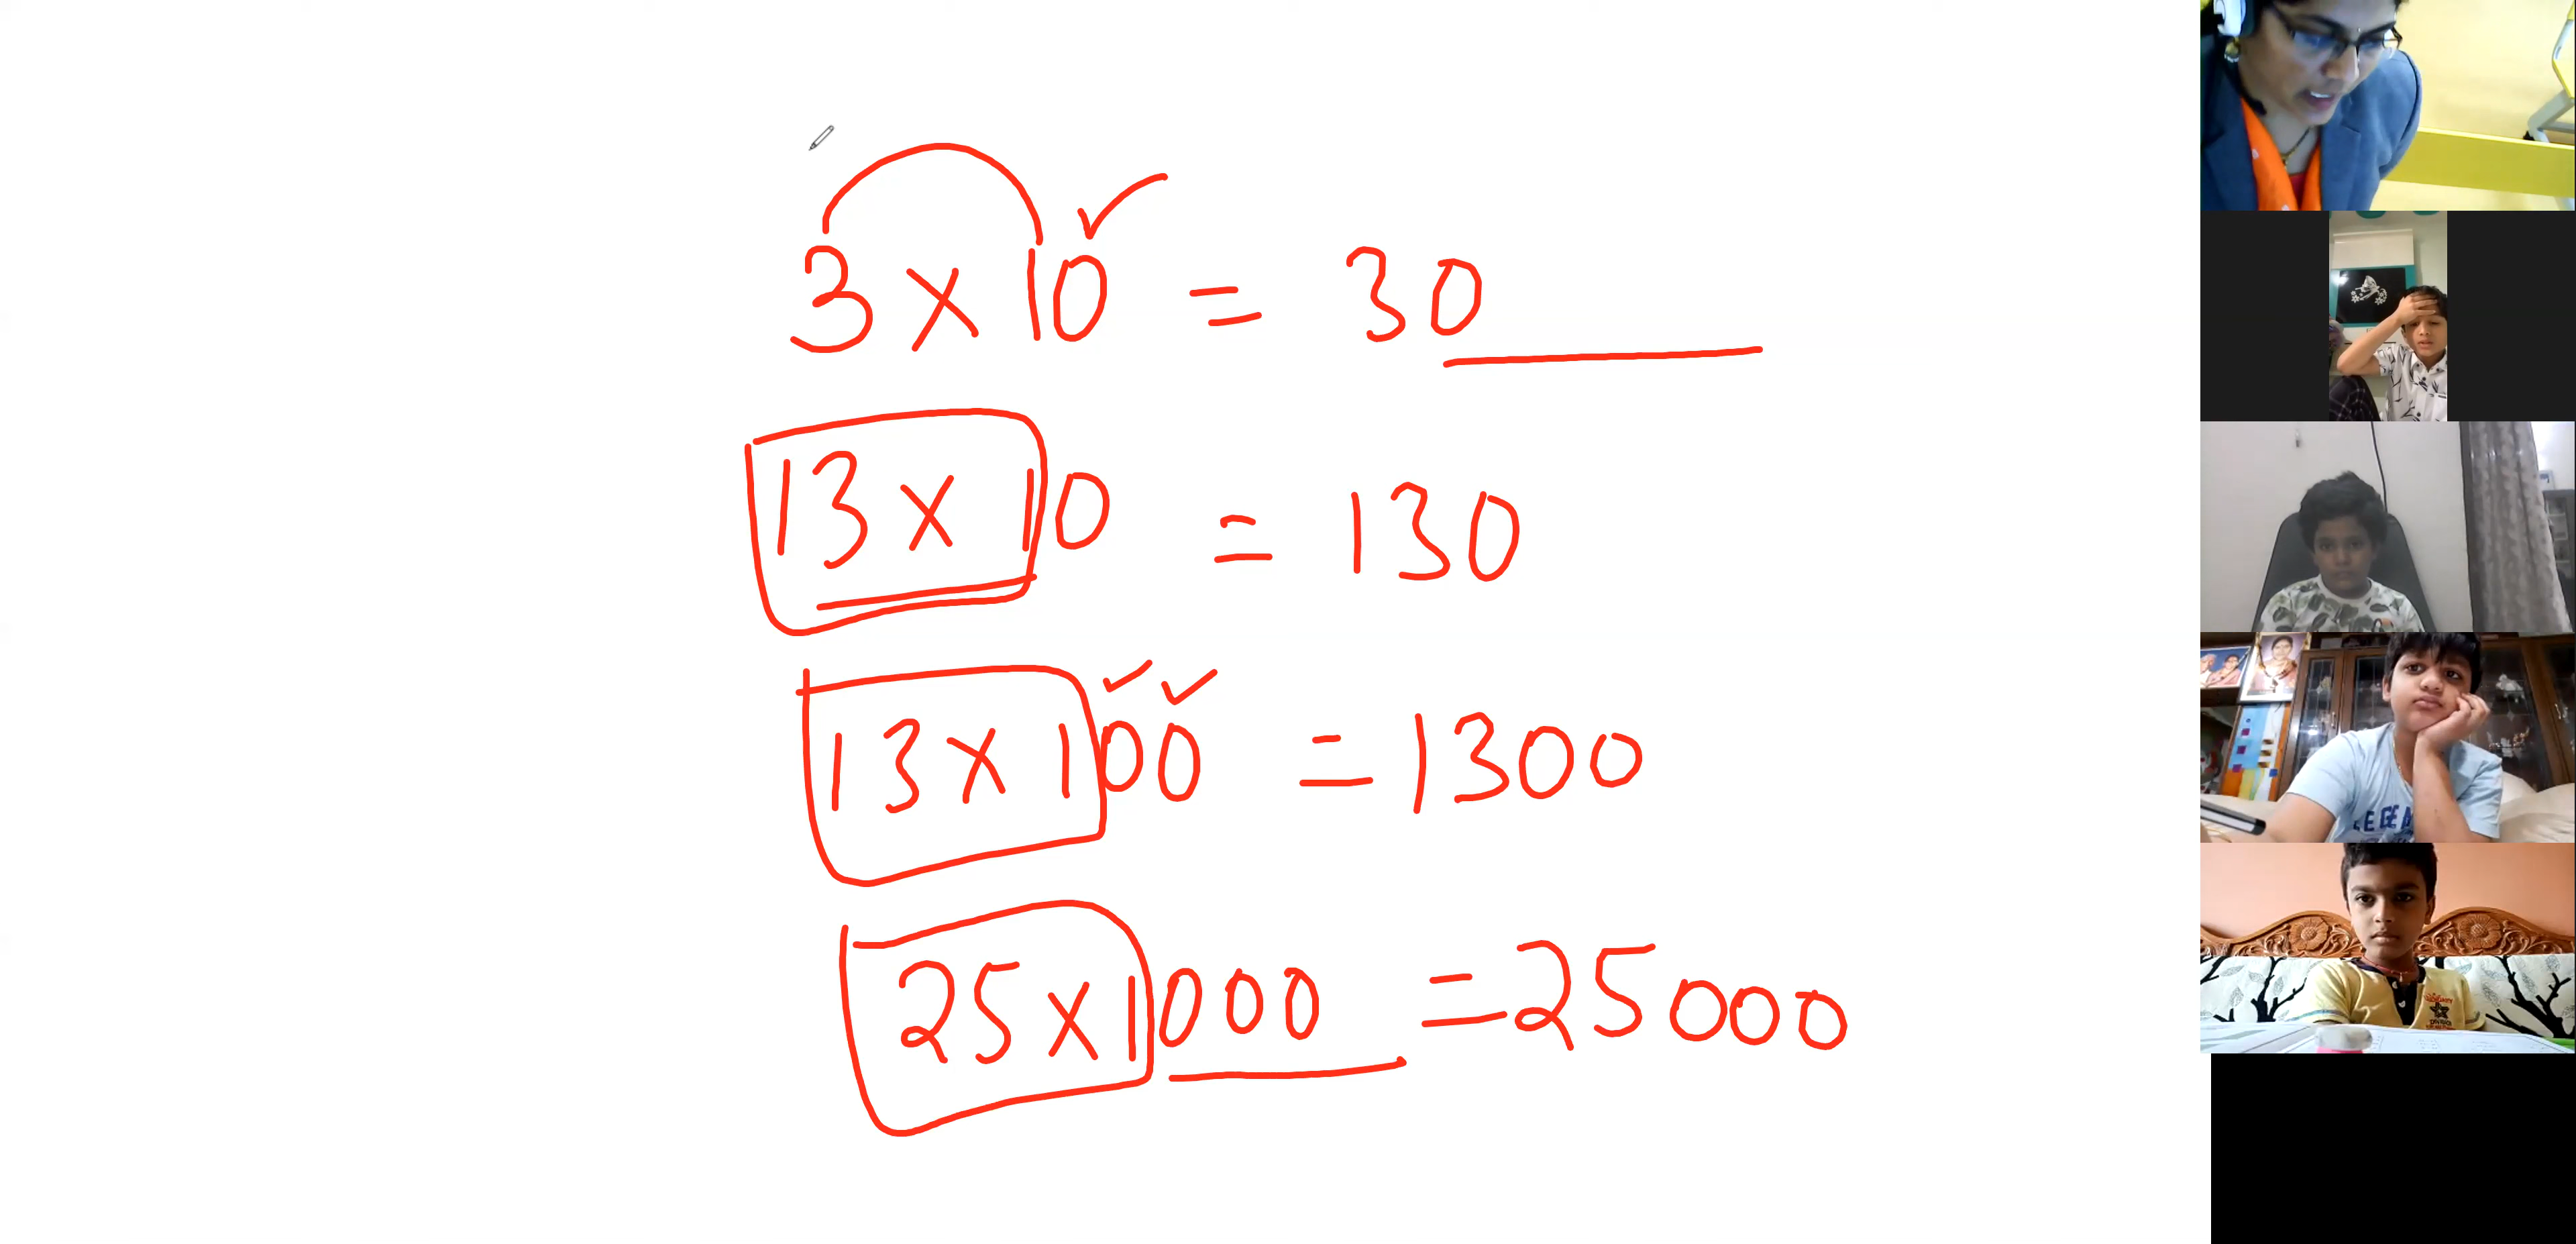 3 x 10 = 30
13 x 10 = 130
13 x 100 = 1300
25 x 1000 = 25000